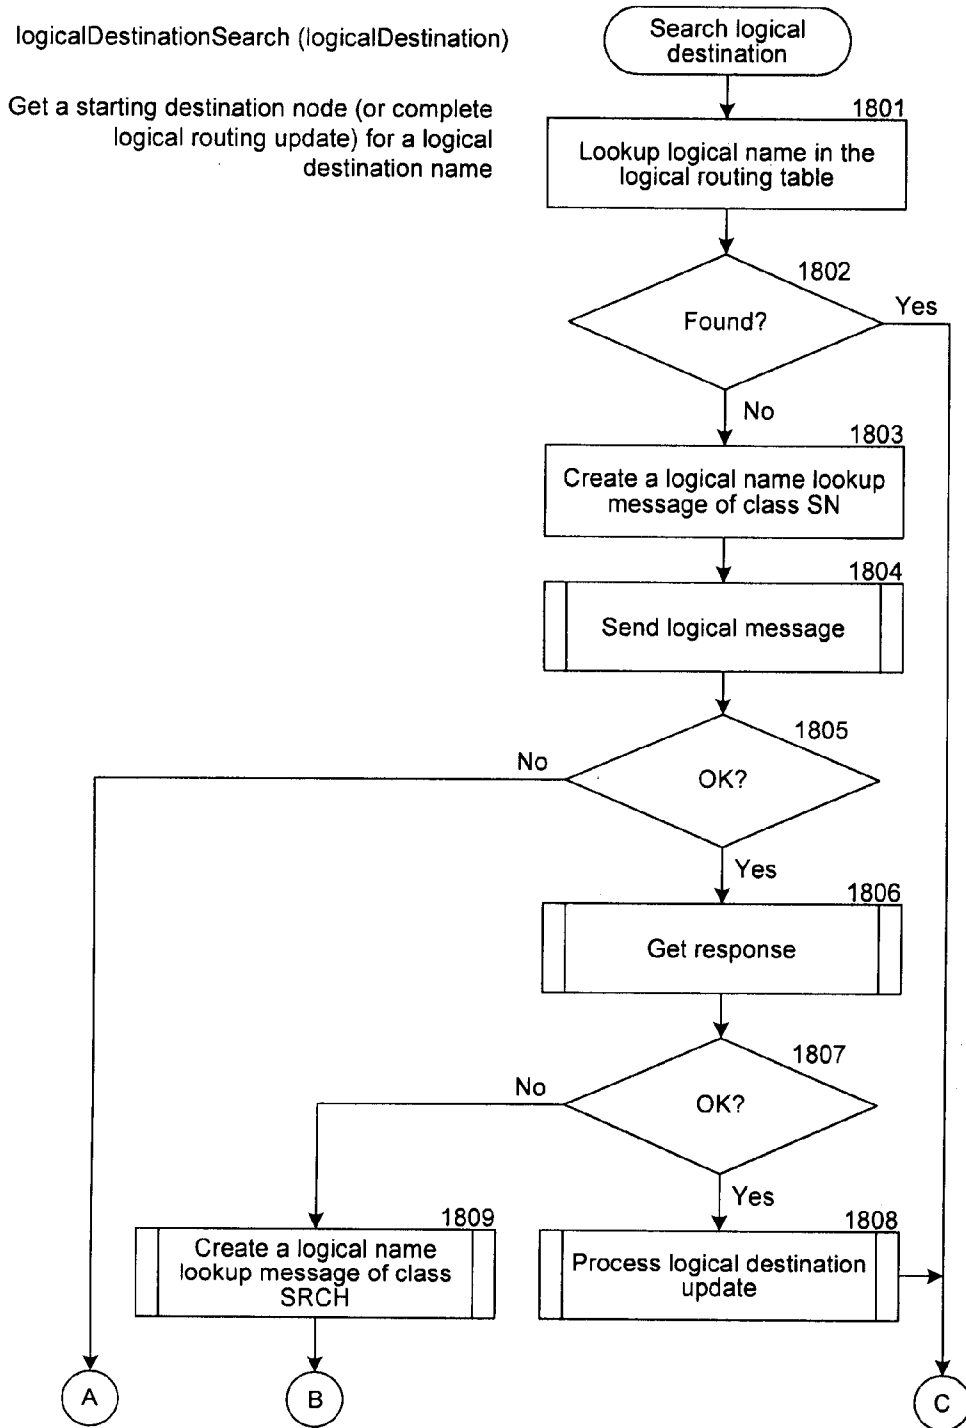 logicalDestinationSearch (logicalDestination)
Search logical
destination
Get a starting destination node (or complete
logical routing update) for a logical
destination name
1801
Lookup logical name in the
logical routing table
1802
Found?
Yes
No
1803
Create a logical name lookup
message of class SN
1804
Send logical message
1805
OK?
No
Yes
1806
Get response
1807
OK?
No
Yes
1809
Create a logical name
lookup message of class
SRCH
1808
Process logical destination
update
A
B
C